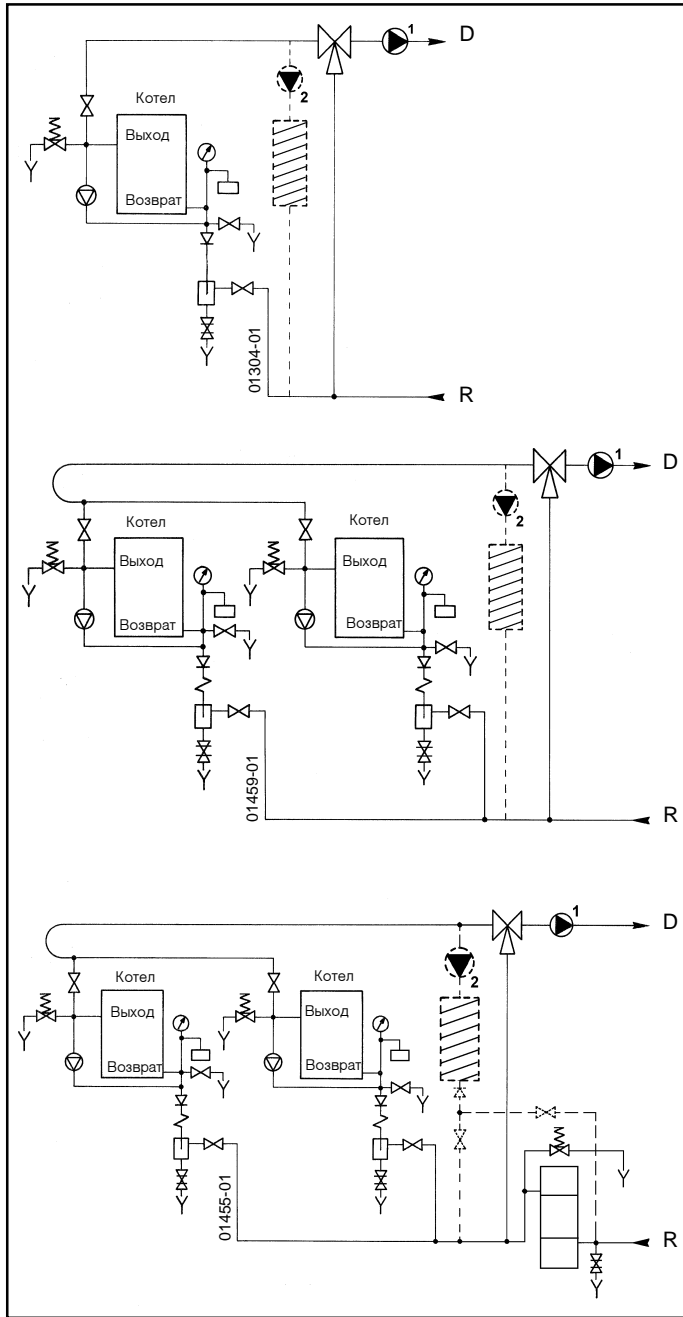 1
D
2
Котел
Выход
Возврат
01304-01
R
1
D
2
Котел
Котел
Выход
Выход
Возврат
Возврат
01459-01
R
1
D
2
Котел
Котел
Выход
Выход
Возврат
Возврат
01455-01
R